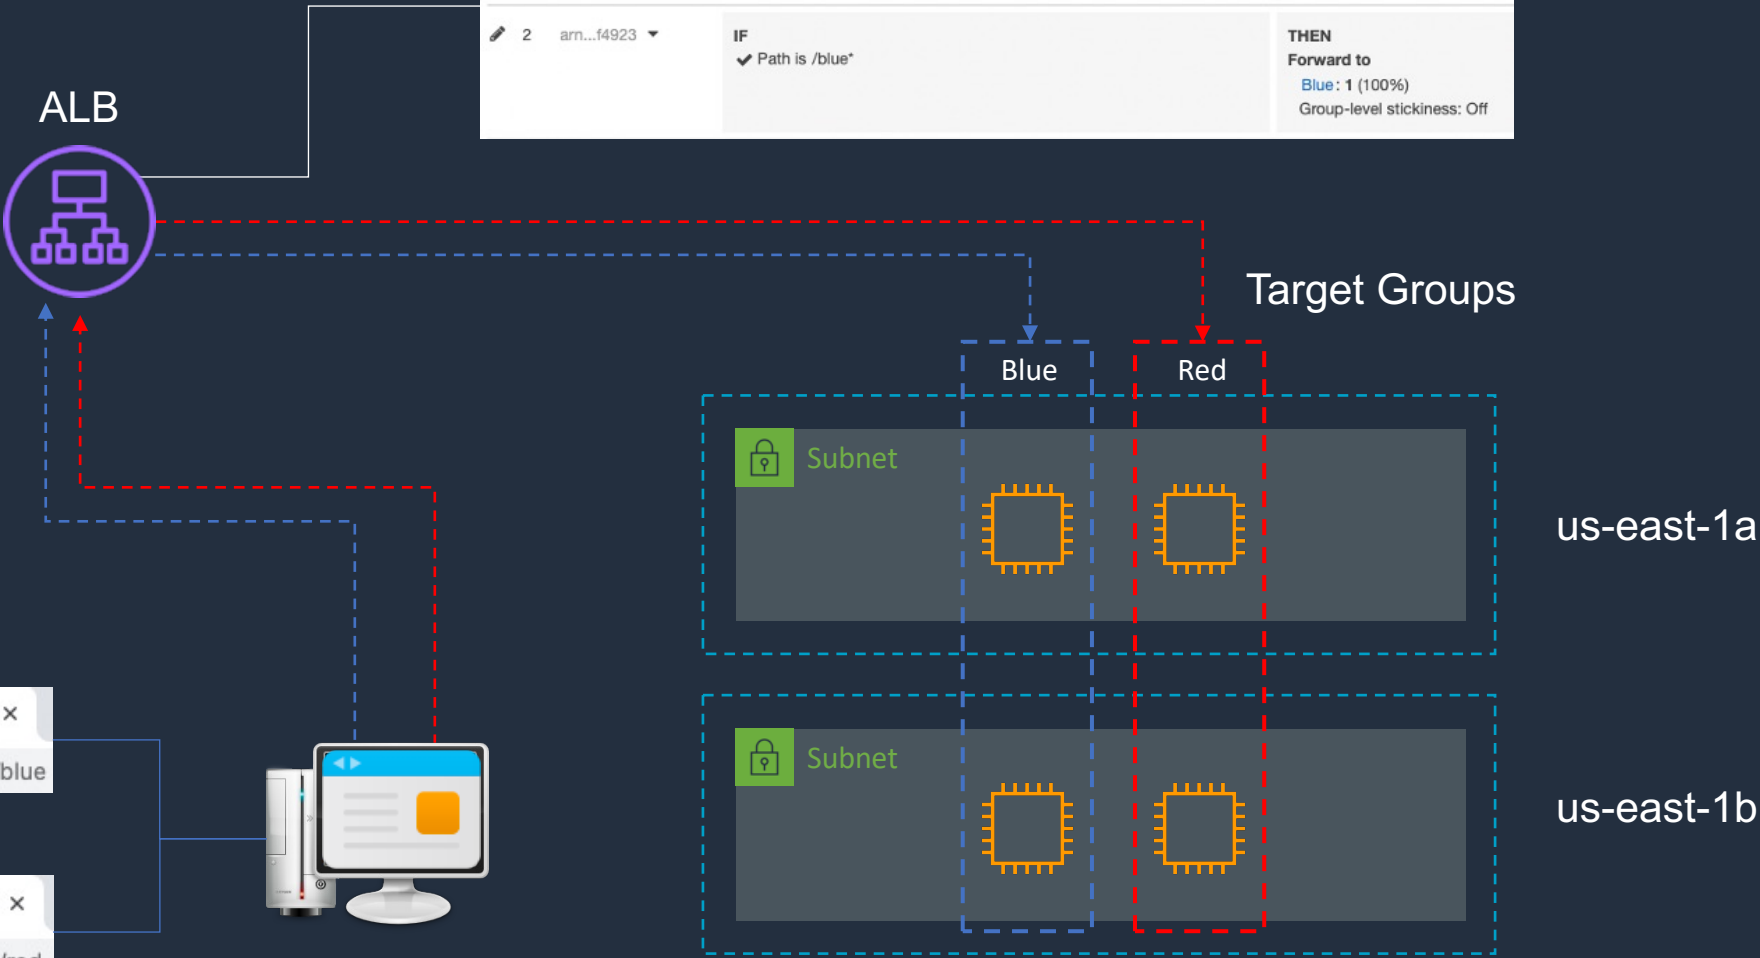 2 arn...f4923
IF
Path is /blue*
THEN
Forward to
Blue: 1 (100%)
Group-level stickiness: Off
ALB
Target Groups
Blue
Red
Subnet
us-east-1a
Subnet
us-east-1b
blue